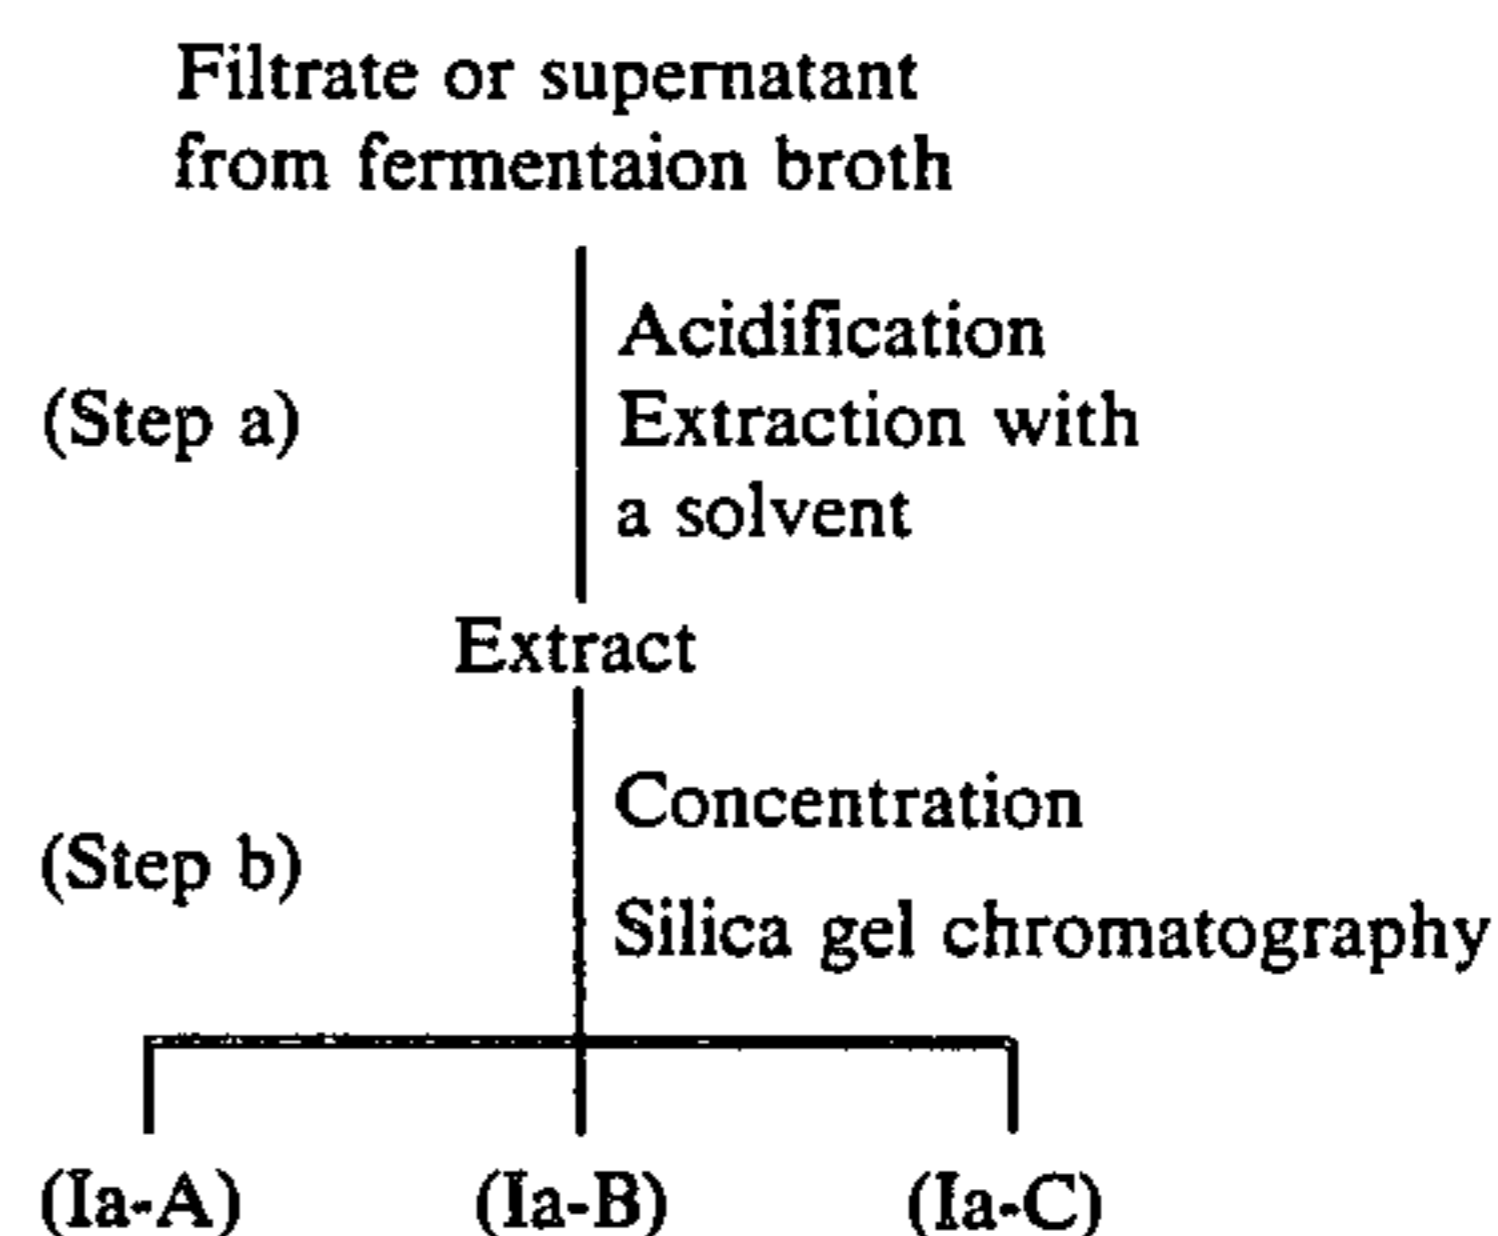 Filtrate or supernatant
from fermentaion broth
Acidification
(Step a)
Extraction with
a solvent
Extract
Concentration
(Step b)
Silica gel chromatography
(Ia-A) (Ia-B) (Ia-C)